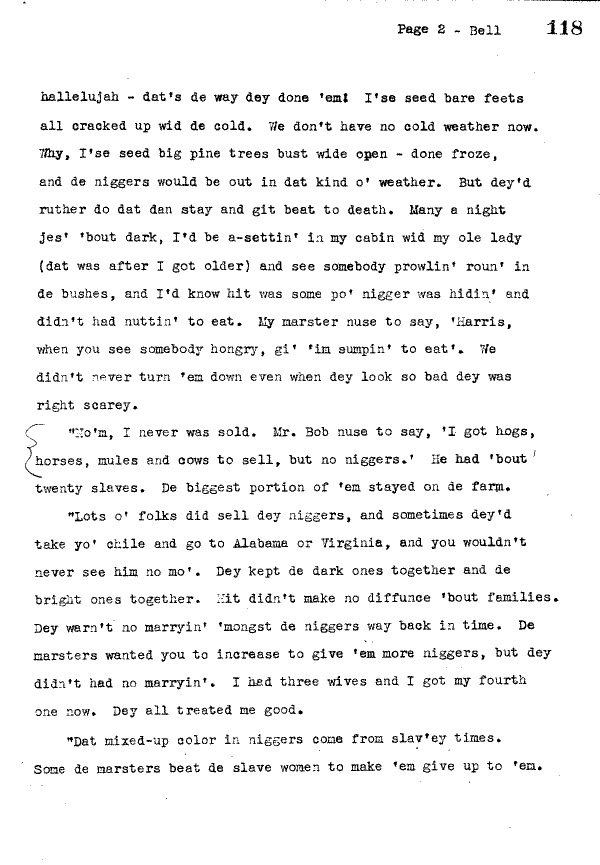 Page 2 - Bell 118
hallelujah - dat's de way dey done 'em! I'se seed bare feets
all cracked up wid de cold. We don't have no cold weather now.
Why, I'se seed big pine trees bust wide open - done froze,
and de niggers would be out in dat kind o' weather. But dey'd
ruther do dat dan stay and git beat to death. Many a night
jes' 'bout dark, I'd be a-settin' in my cabin wid my ole lady
(dat was after I got older) and see somebody prowlin' roun' in
de bushes, and I'd know hit was some po' nigger was hidin' and
didn't had nuttin' to eat. My marster nuse to say, 'Harris,
when you see somebody hongry, gi' 'im sumpin' to eat'. We
didn't never turn 'em down even when dey look so bad dey was
right scarey.
"No'm, I never was sold. Mr. Bob nuse to say, 'I got hogs,
horses, mules and cows to sell, but no niggers.' He had 'bout
twenty slaves. De biggest portion of 'em stayed on de farm.
"Lots o' folks did sell dey niggers, and sometimes dey'd
take yo' chile and go to Alabama or Virginia, and you wouldn't
never see him no mo'. Dey kept de dark ones together and de
bright ones together. Hit didn't make no diffunce 'bout families.
Dey warn't no marryin' 'mongst de niggers way back in time. De
marsters wanted you to increase to give 'em more niggers, but dey
didn't had no marryin'. I had three wives and I got my fourth
one now. Dey all treated me good.
"Dat mixed-up color in niggers come from slav'ey times.
Some de marsters beat de slave women to make 'em give up to 'em.